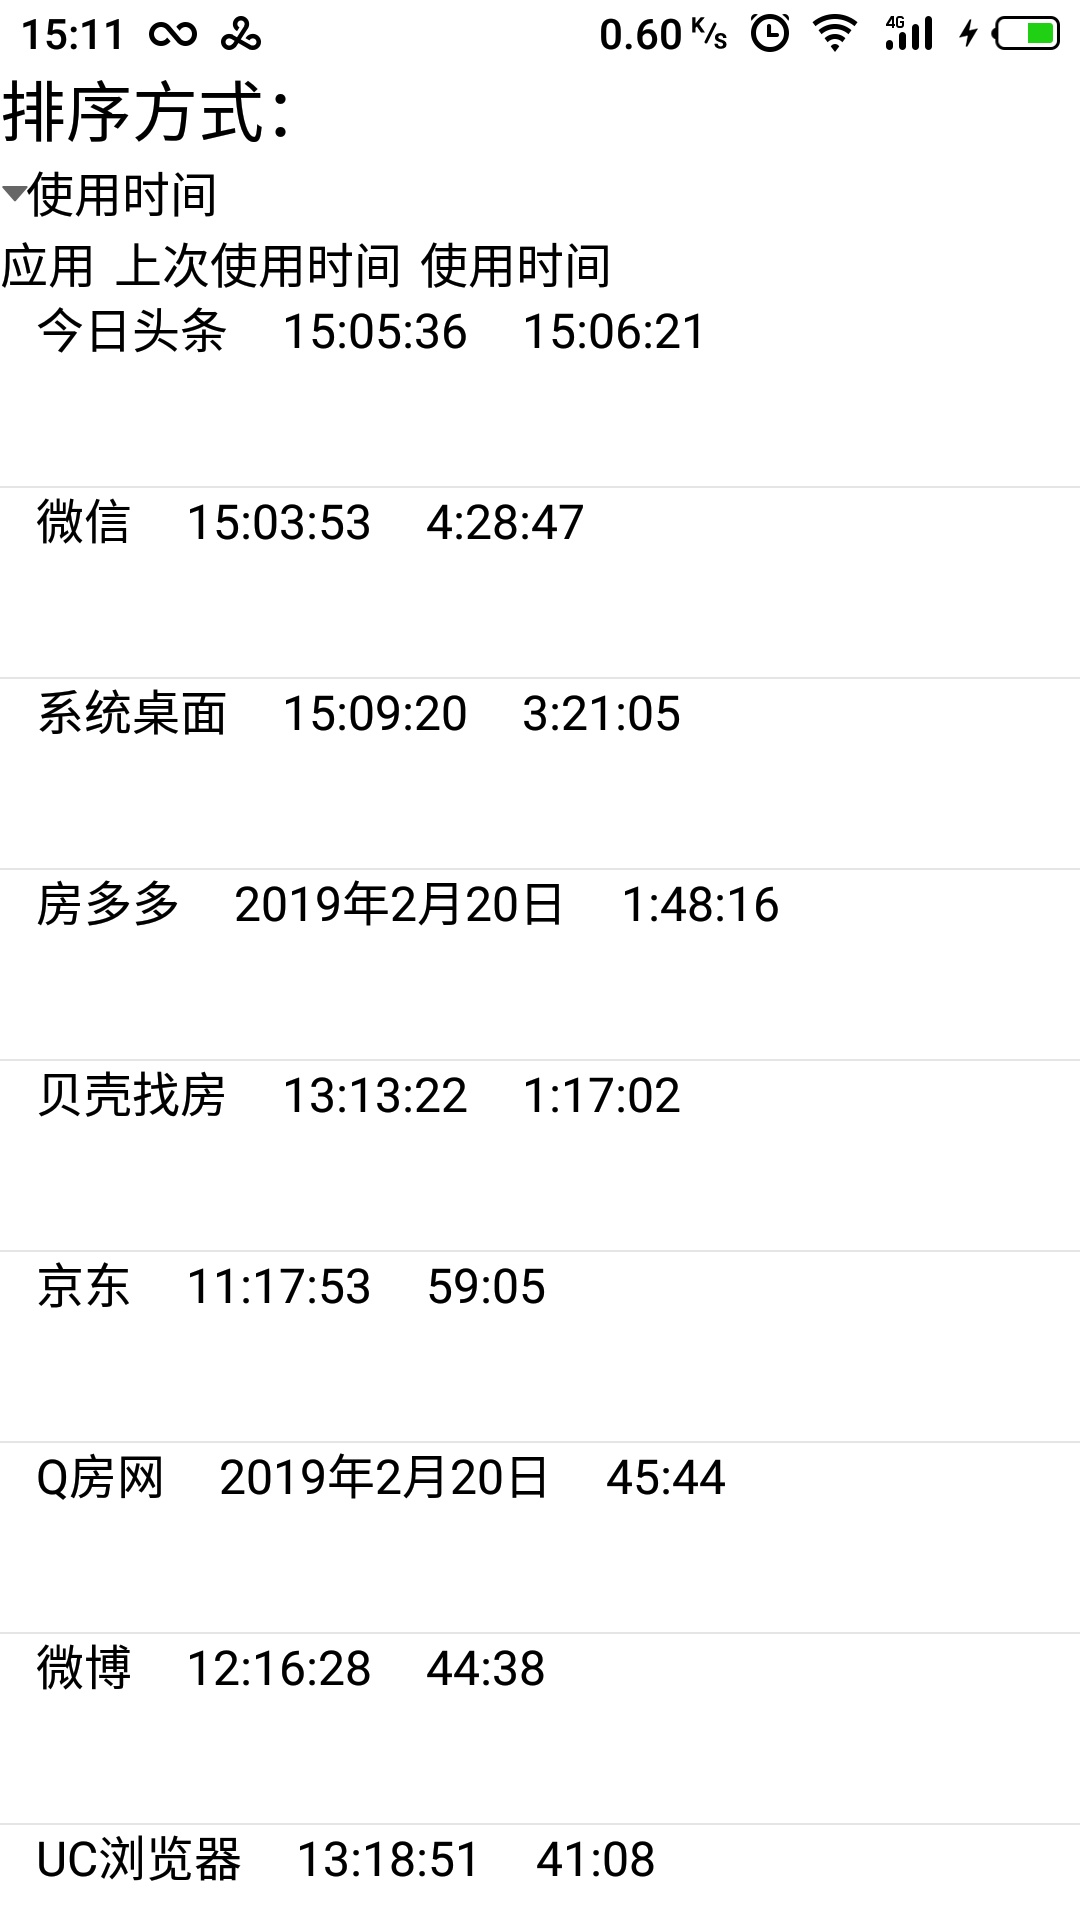 15:11 0.60 K/s 4G
排序方式:
使用时间
应用 上次使用时间 使用时间
今日头条 15:05:36 15:06:21
微信 15:03:53 4:28:47
系统桌面 15:09:20 3:21:05
房多多 2019年2月20日 1:48:16
贝壳找房 13:13:22 1:17:02
京东 11:17:53 59:05
Q房网 2019年2月20日 45:44
微博 12:16:28 44:38
UC浏览器 13:18:51 41:08